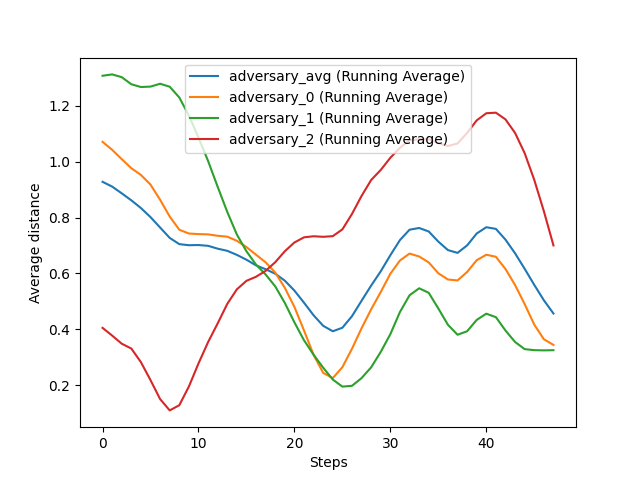 adversary_avg (Running Average)
adversary_0 (Running Average)
adversary_1 (Running Average)
adversary_2 (Running Average)
1.2
1.0
0.8
0.6
0.4
0.2
Average distance
0 10 20 30 40
Steps